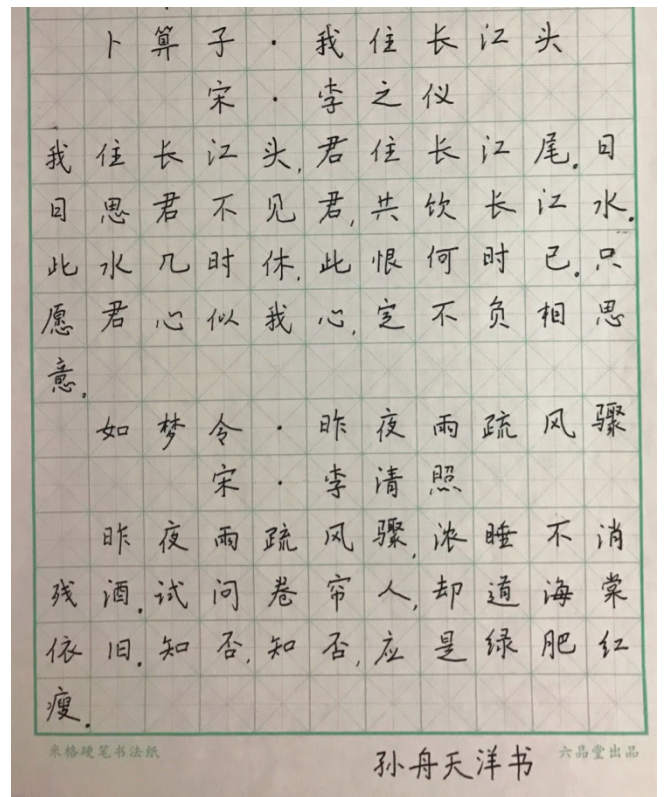 卜算子·我住长江头
宋·李之仪
我住长江头,君住长江尾.日
日思君不见君,共饮长江水.
此水几时休,此恨何时已.只
愿君心似我心,定不负相思
意.
如梦令·昨夜雨疏风骤
宋·李清照
昨夜雨疏风骤,浓睡不消
残酒.试问卷帘人,却道海棠
依旧.知否,知否,应是绿肥红
瘦.
米格硬笔书法纸 六品堂出品
孙舟天洋书